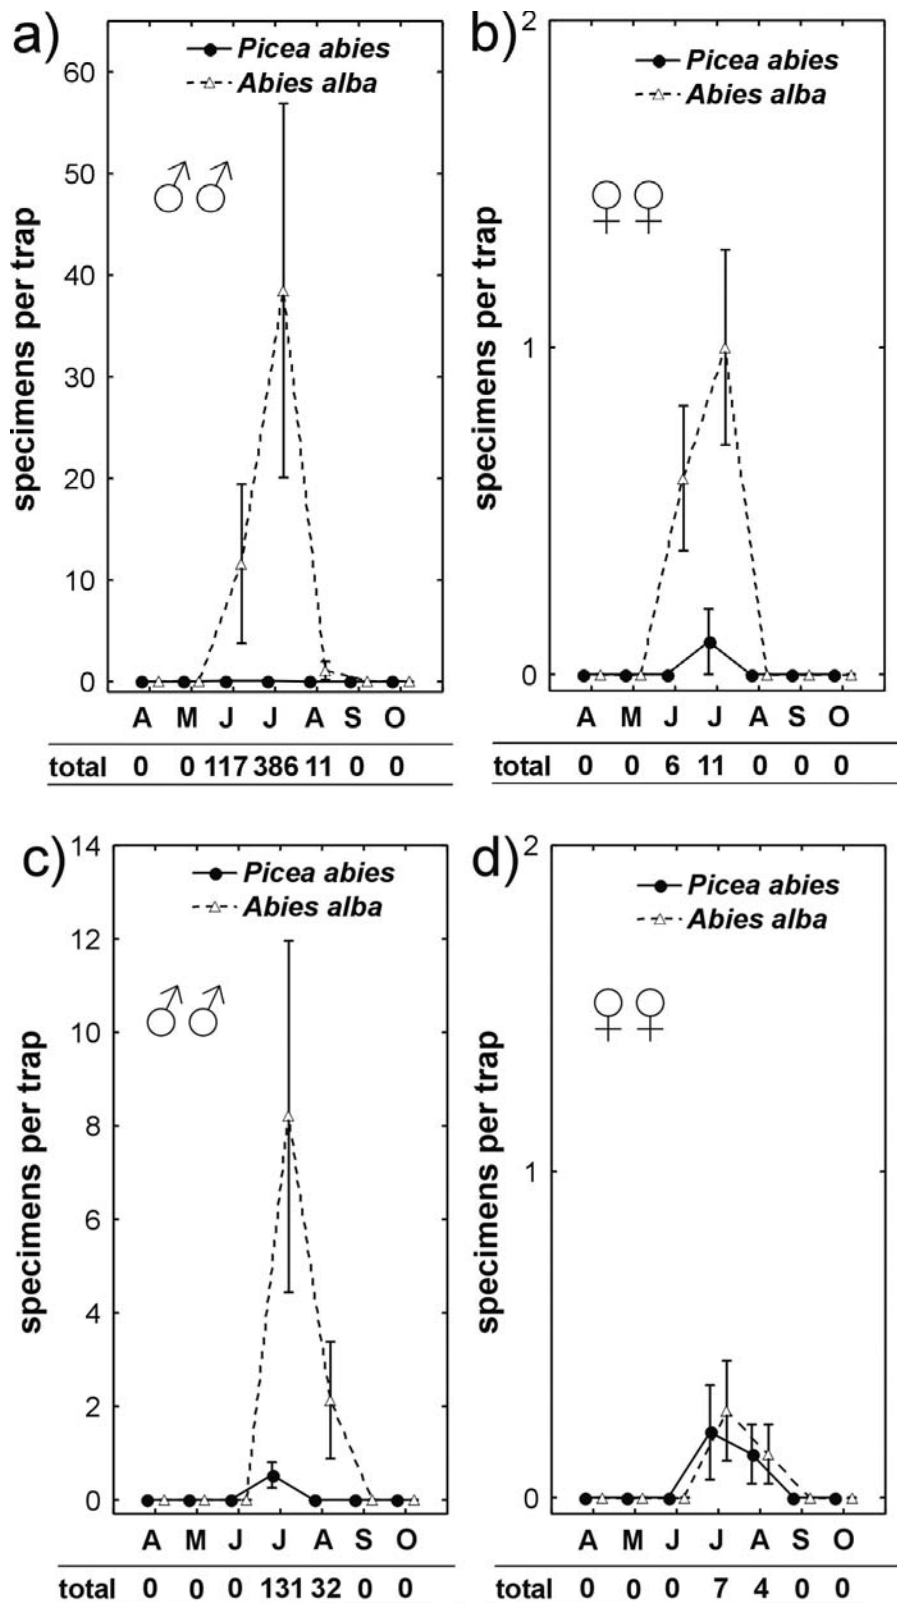 a)
Picea abies
Abies alba
♂♂
specimens per trap
60
50
40
30
20
10
0
A M J J A S O
total 0 0 117 386 11 0 0
b)
Picea abies
Abies alba
♀♀
specimens per trap
2
1
0
A M J J A S O
total 0 0 6 11 0 0 0
c)
Picea abies
Abies alba
♂♂
specimens per trap
14
12
10
8
6
4
2
0
A M J J A S O
total 0 0 0 131 32 0 0
d)
Picea abies
Abies alba
♀♀
specimens per trap
2
1
0
A M J J A S O
total 0 0 0 7 4 0 0